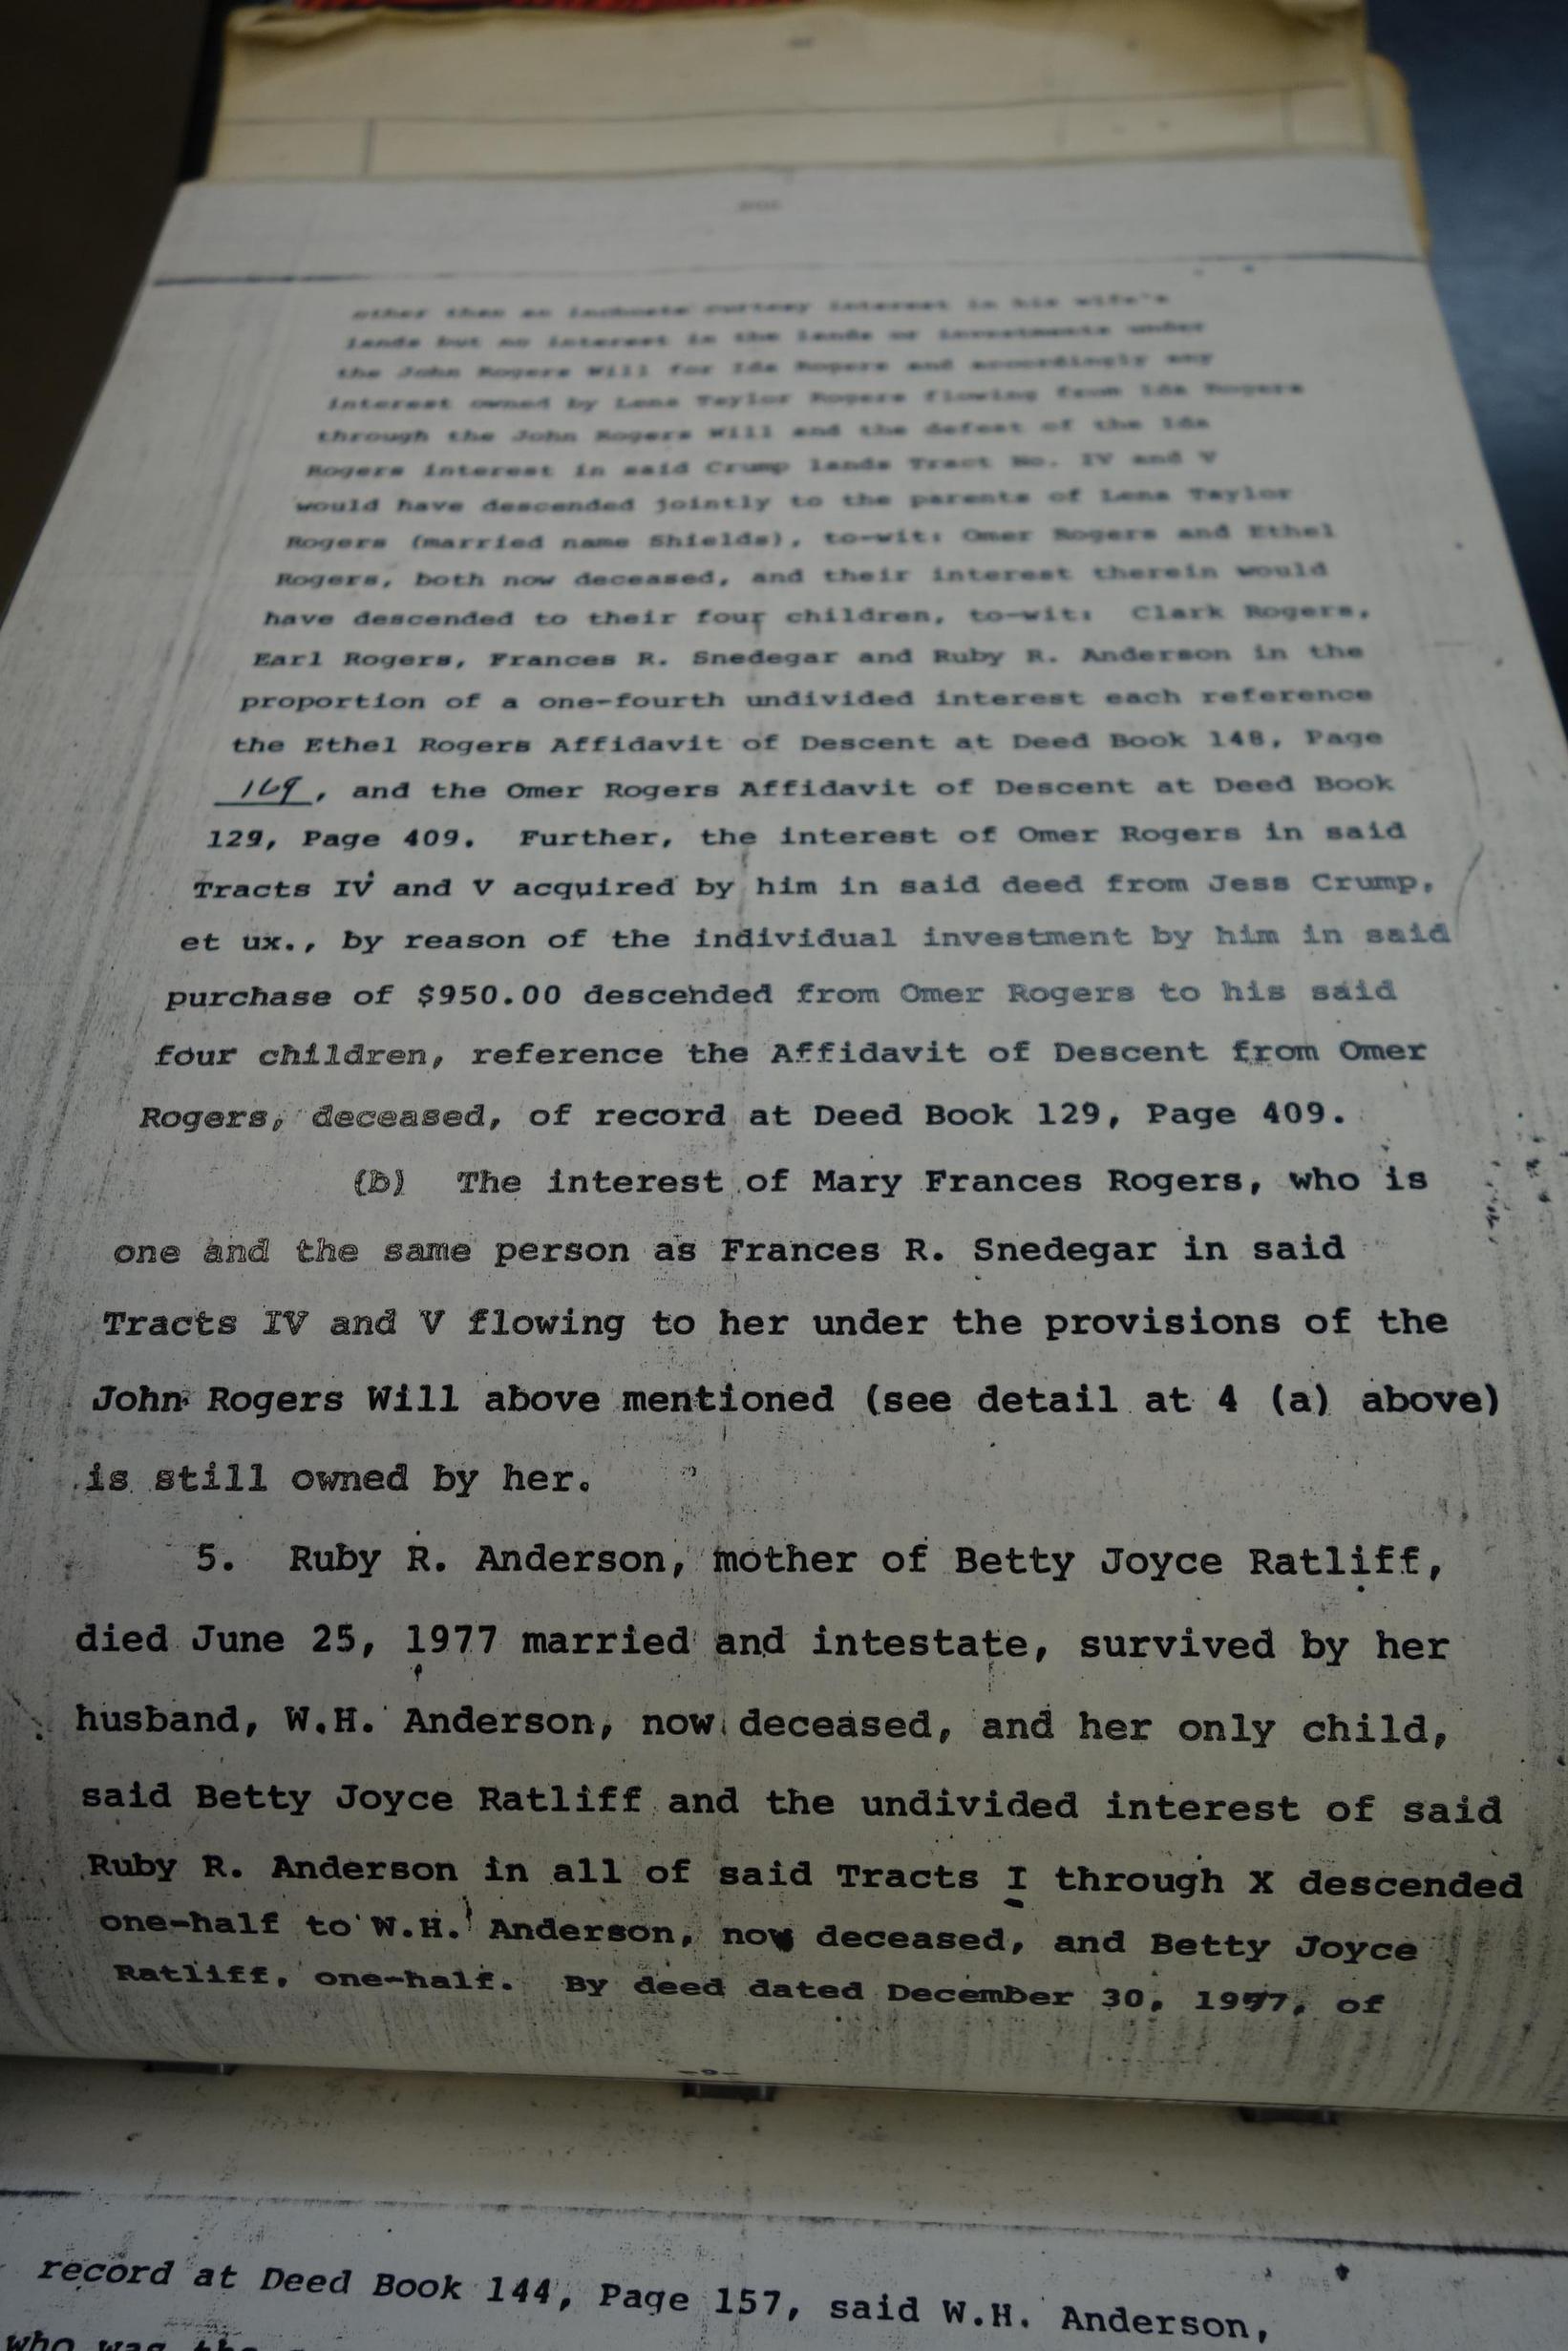 other than an inchoate curtesy interest in his wife's
lands but no interest in the lands or investments under
the John Rogers Will for Ida Rogers and accordingly any
interest owned by Lena Taylor Rogers flowing from Ida Rogers
through the John Rogers Will and the defeat of the Ida
Rogers interest in said Crump lands Tract No. IV and V
would have descended jointly to the parents of Lena Taylor
Rogers (married name Shields), to-wit: Omer Rogers and Ethel
Rogers, both now deceased, and their interest therein would
have descended to their four children, to-wit: Clark Rogers,
Earl Rogers, Frances R. Snedegar and Ruby R. Anderson in the
proportion of a one-fourth undivided interest each reference
the Ethel Rogers Affidavit of Descent at Deed Book 148, Page
169, and the Omer Rogers Affidavit of Descent at Deed Book
129, Page 409. Further, the interest of Omer Rogers in said
Tracts IV and V acquired by him in said deed from Jess Crump,
et ux., by reason of the individual investment by him in said
purchase of $950.00 descended from Omer Rogers to his said
four children, reference the Affidavit of Descent from Omer
Rogers, deceased, of record at Deed Book 129, Page 409.
(b) The interest of Mary Frances Rogers, who is
one and the same person as Frances R. Snedegar in said
Tracts IV and V flowing to her under the provisions of the
John Rogers Will above mentioned (see detail at 4 (a) above)
is still owned by her.
5. Ruby R. Anderson, mother of Betty Joyce Ratliff,
died June 25, 1977 married and intestate, survived by her
husband, W.H. Anderson, now deceased, and her only child,
said Betty Joyce Ratliff and the undivided interest of said
Ruby R. Anderson in all of said Tracts I through X descended
one-half to W.H. Anderson, now deceased, and Betty Joyce
Ratliff, one-half. By deed dated December 30, 1977, of
record at Deed Book 144, Page 157, said W.H. Anderson,
who was the